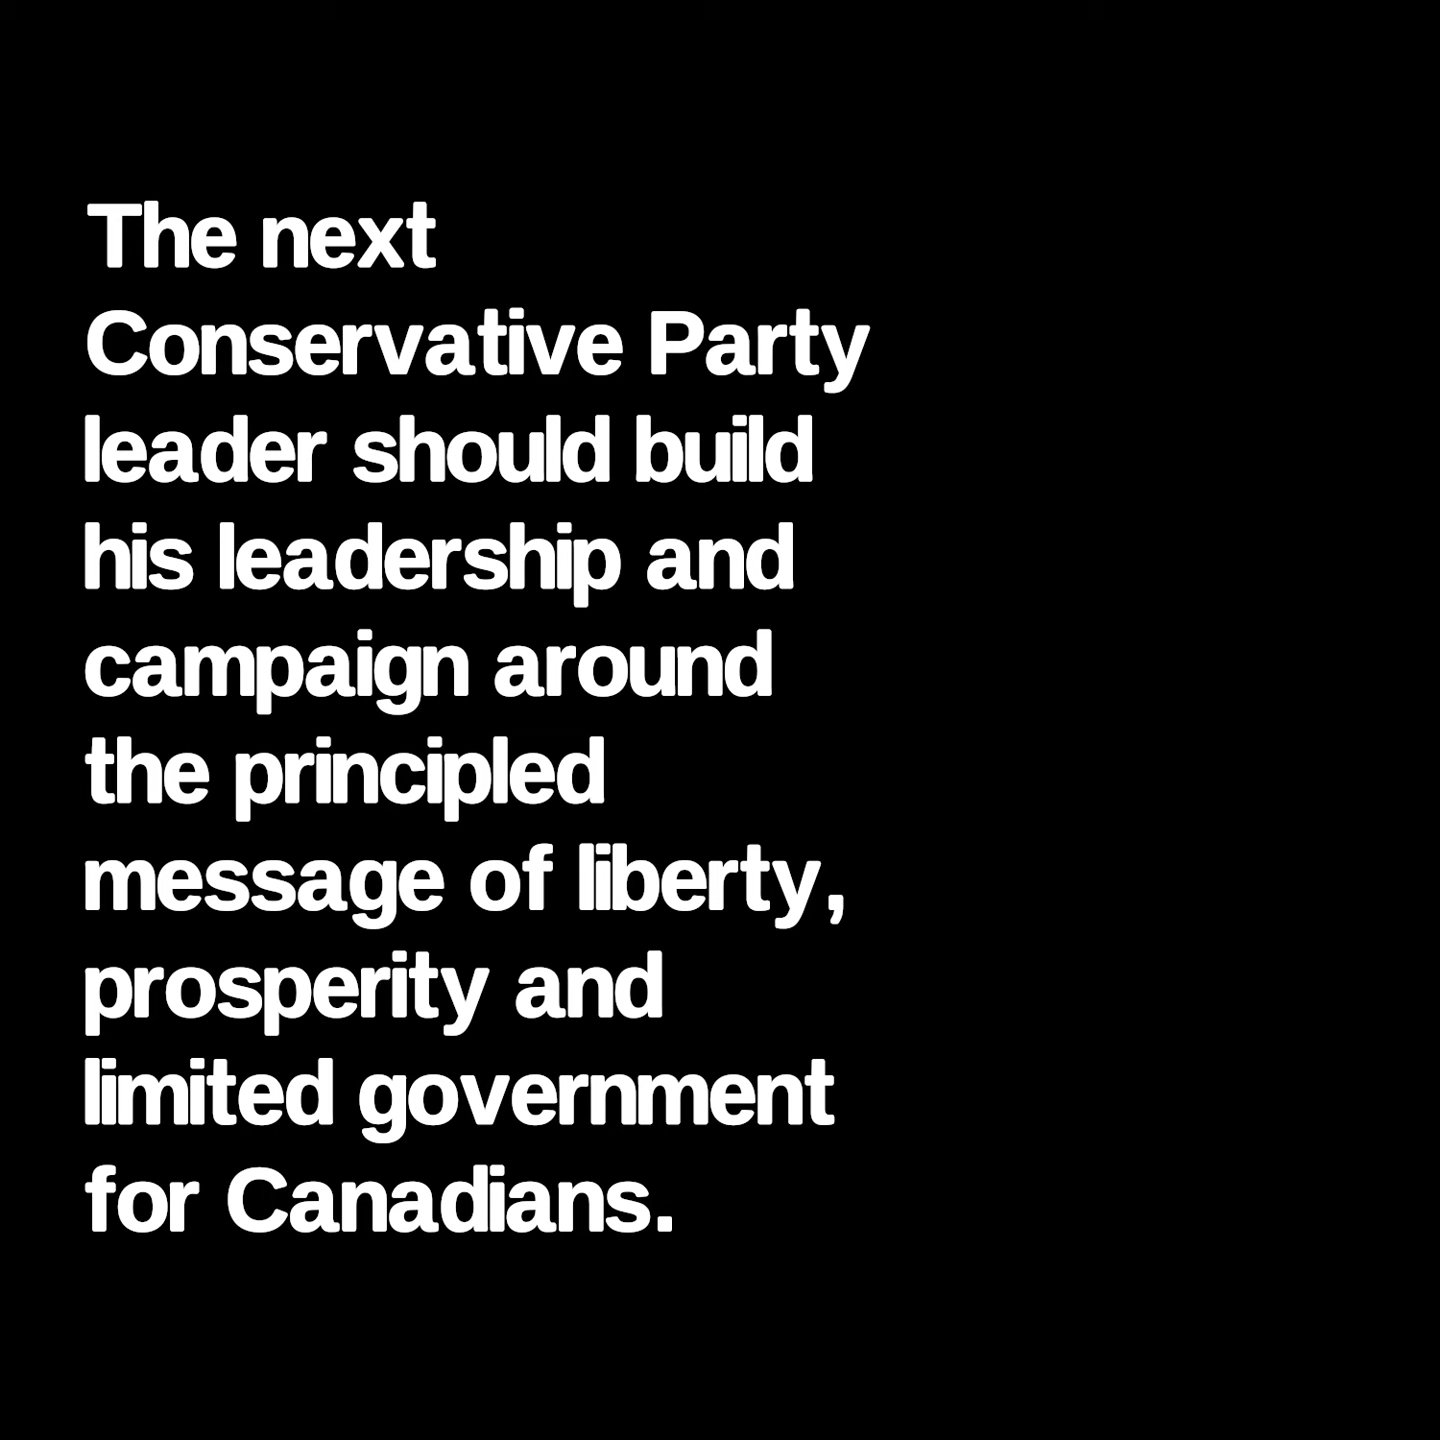 The next
Conservative Party
leader should build
his leadership and
campaign around
the principled
message of liberty,
prosperity and
limited government
for Canadians.